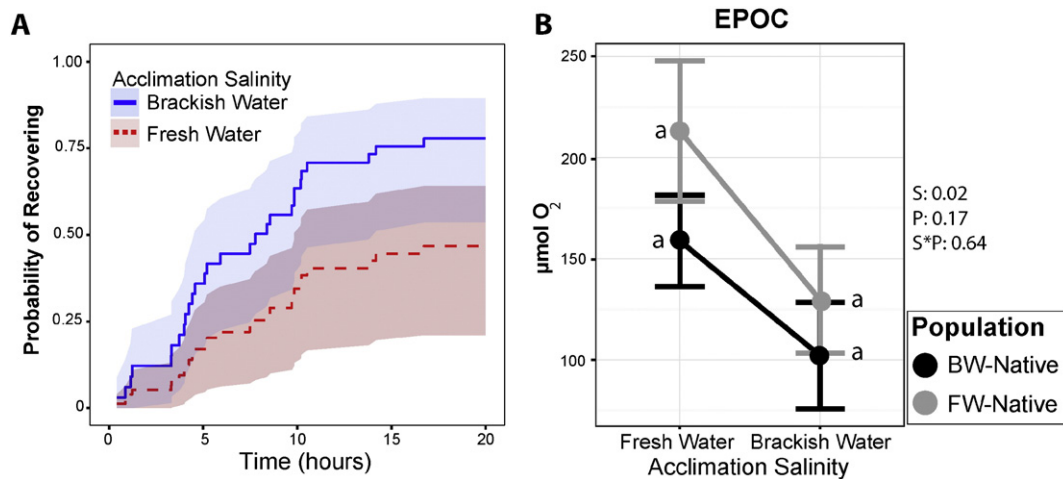 A
Probability of Recovering
1.00
0.75
0.50
0.25
0
Acclimation Salinity
Brackish Water
Fresh Water
0
5
10
15
20
Time (hours)
B
EPOC
µmol O2
250
200
150
100
a
a
a
a
Fresh Water
Brackish Water
Acclimation Salinity
S: 0.02
P: 0.17
S*P: 0.64
Population
BW-Native
FW-Native